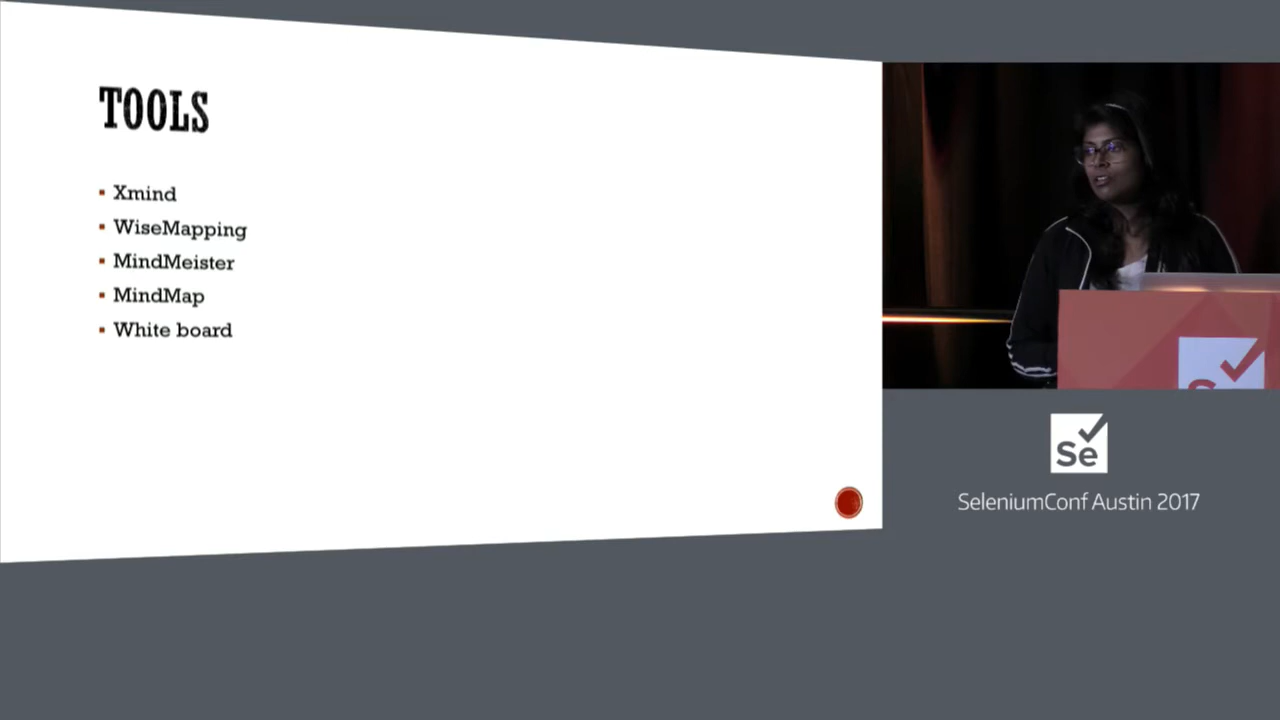 TOOLS
Xmind
WiseMapping
MindMeister
MindMap
White board
Se
SeleniumConf Austin 2017